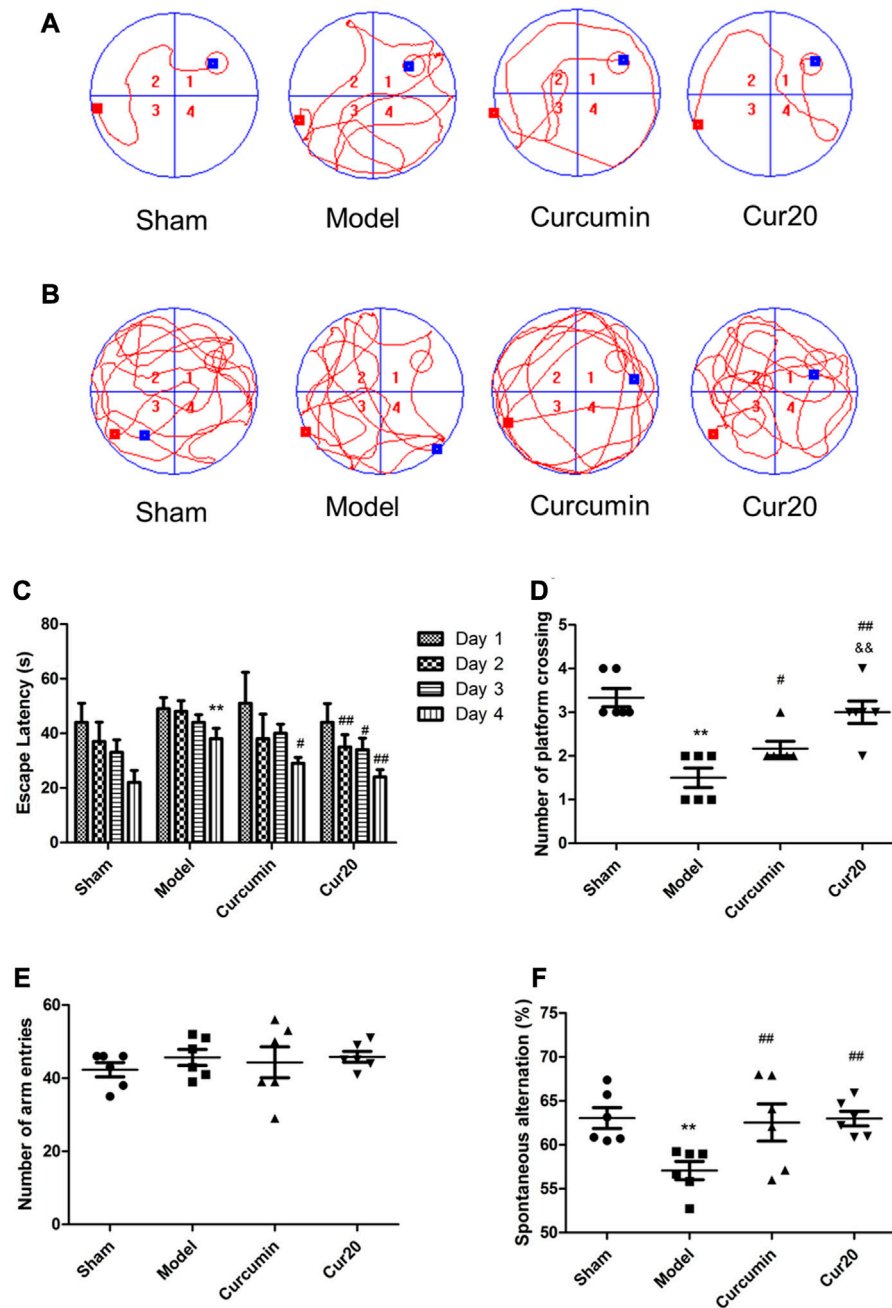 A
2 1
3 4
2 1
3 4
2 1
3 4
2 1
3 4
Sham Model Curcumin Cur20
B
2 1
3 4
2 1
3 4
2 1
3 4
2 1
3 4
Sham Model Curcumin Cur20
C
Escape Latency (s)
80
60
40
20
0
**
#
##
#
##
Sham Model Curcumin Cur20
Day 1
Day 2
Day 3
Day 4
D
Number of platform crossing
5
4
3
2
1
0
**
#
##
&&
Sham Model Curcumin Cur20
E
Number of arm entries
60
40
20
0
Sham Model Curcumin Cur20
F
Spontaneous alternation (%)
75
70
65
60
55
50
**
##
##
Sham Model Curcumin Cur20